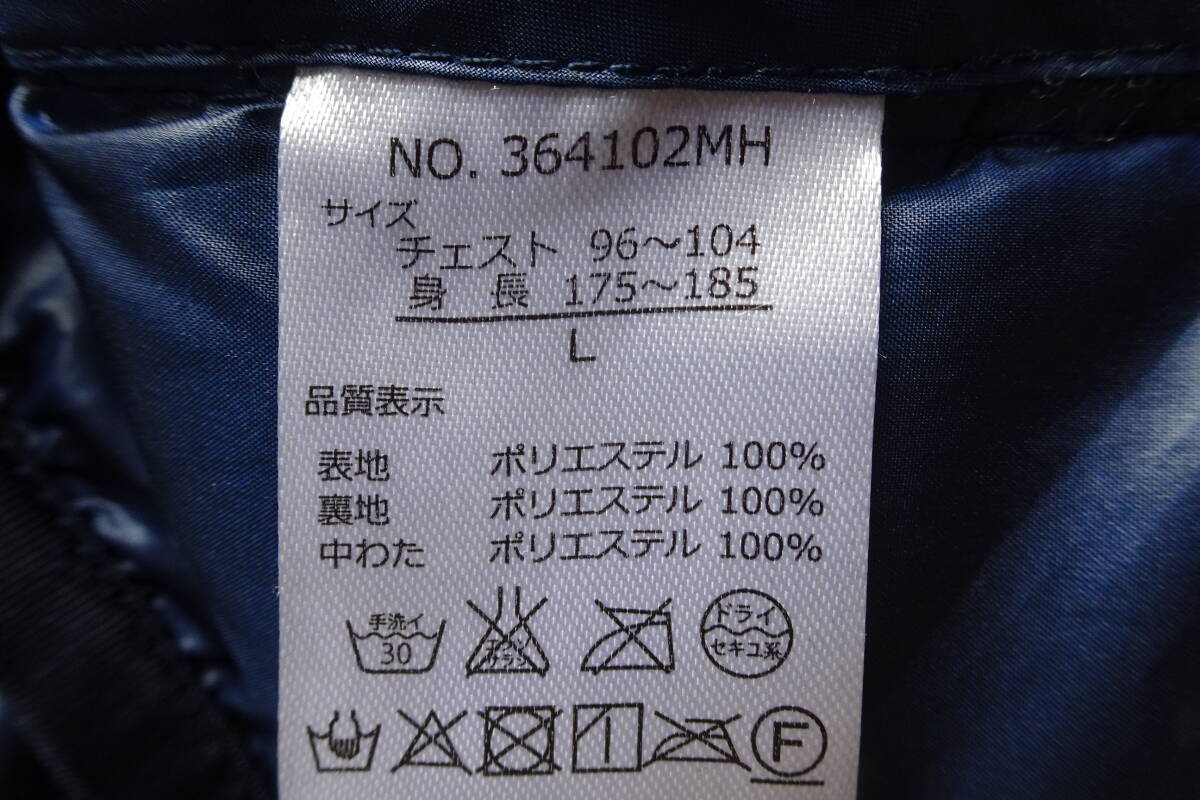 NO. 364102MH
サイズ
チェスト 96～104
身 長 175～185
L
品質表示
表地 ポリエステル 100%
裏地 ポリエステル 100%
中わた ポリエステル 100%
手洗イ 30 エンソ サラシ ドライ セキユ系
F